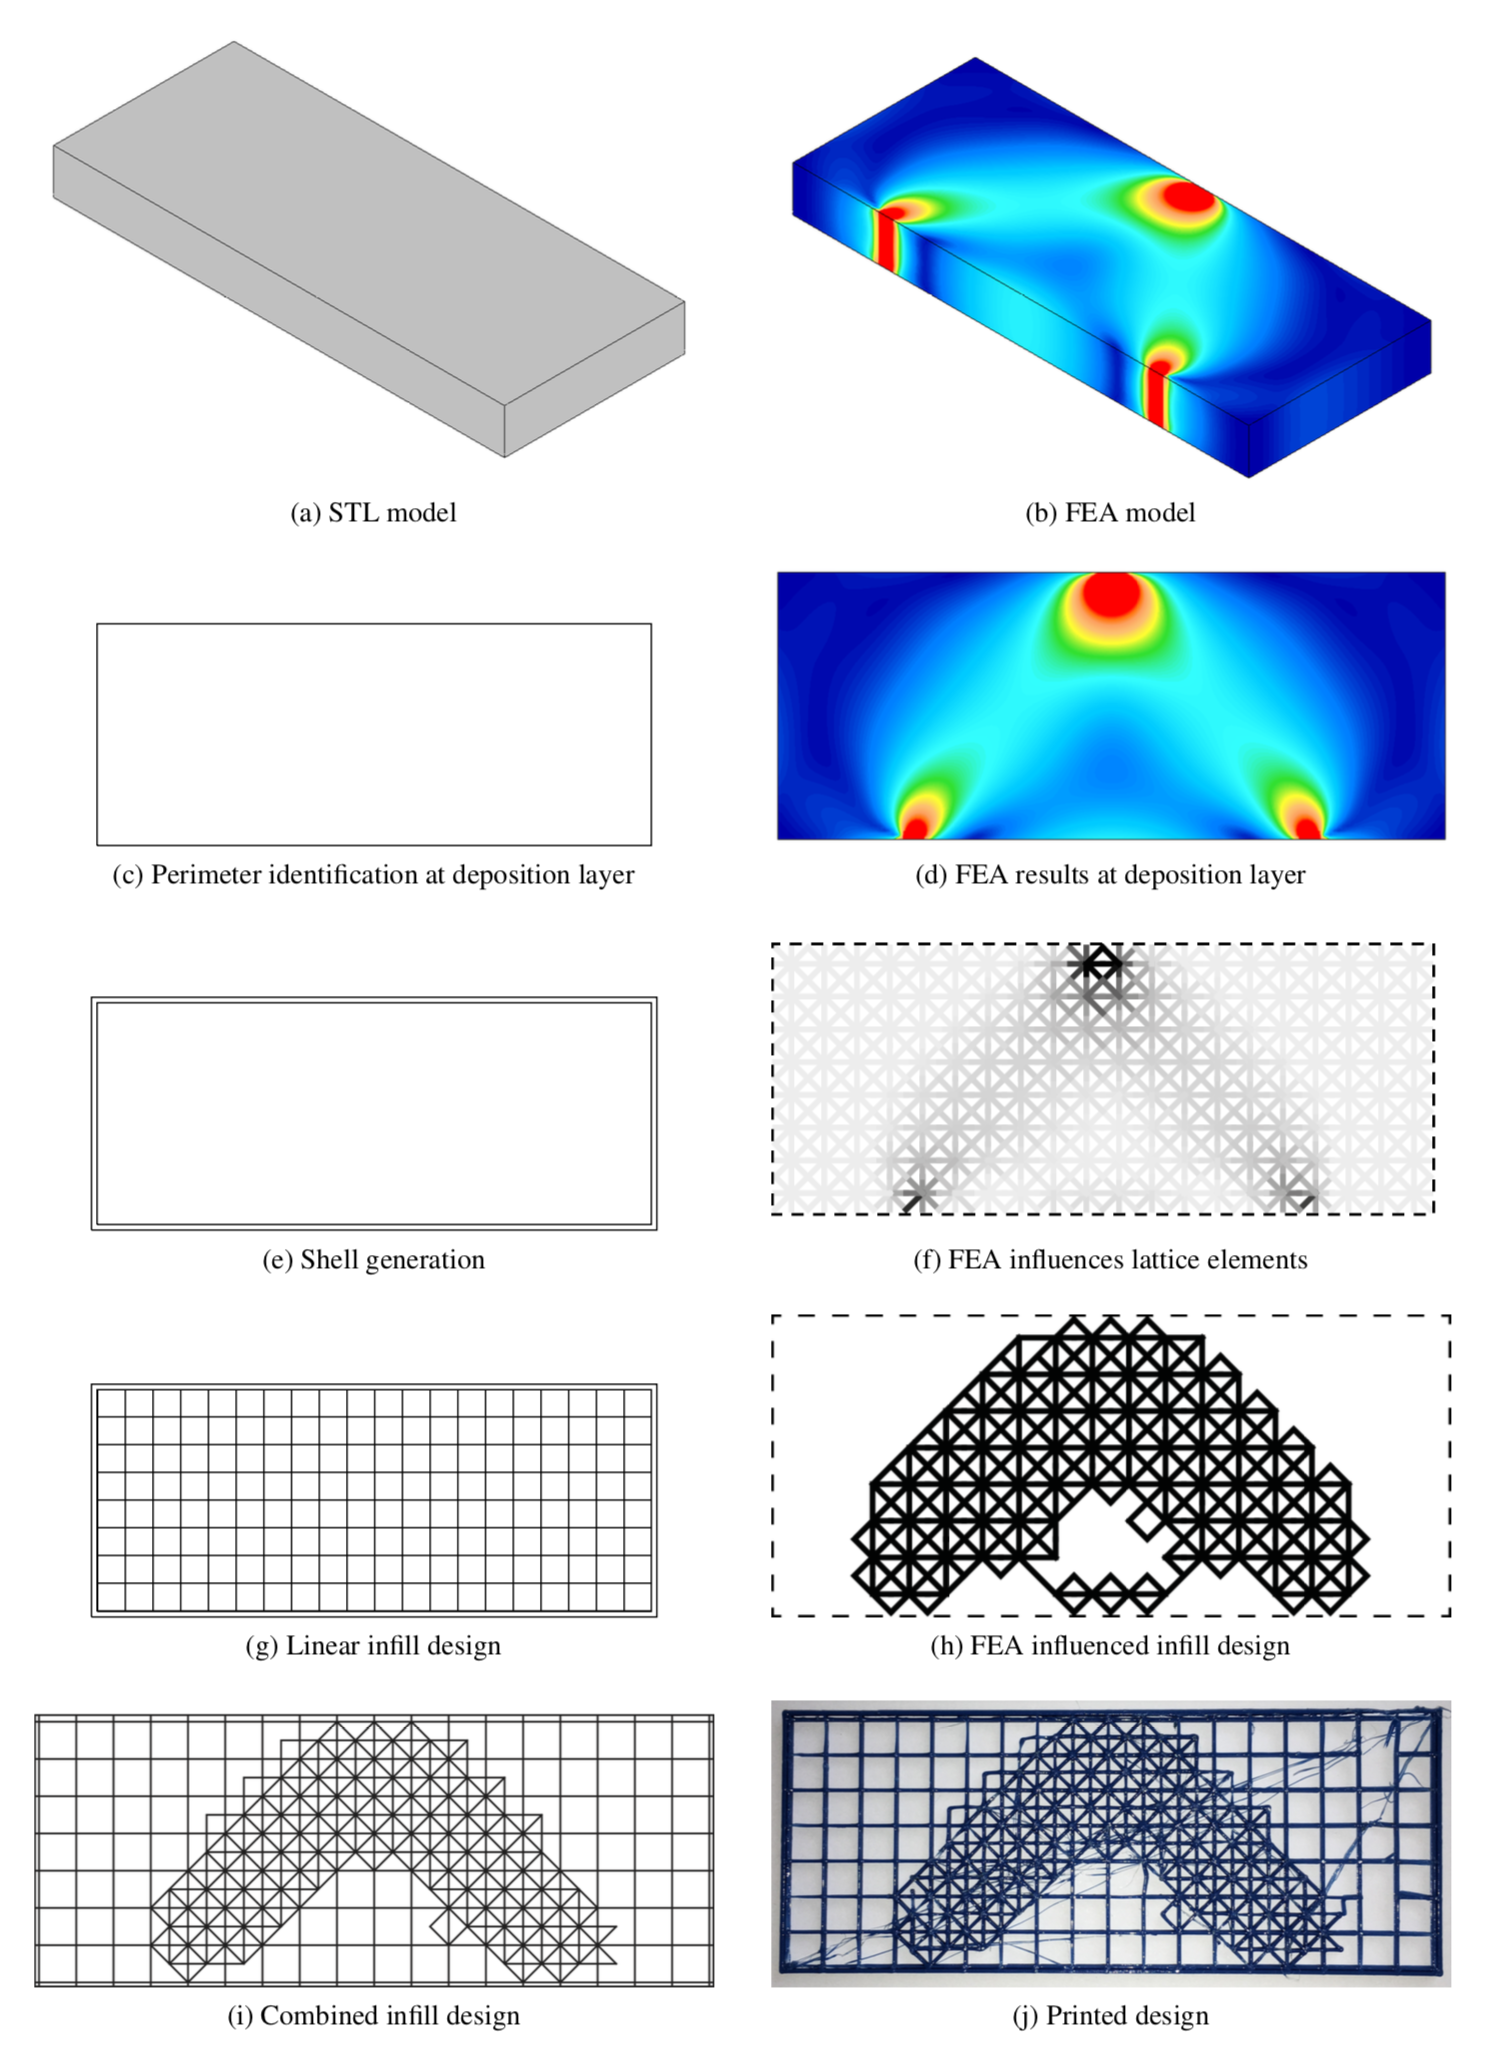 (a) STL model
(b) FEA model
(c) Perimeter identification at deposition layer
(d) FEA results at deposition layer
(e) Shell generation
(f) FEA influences lattice elements
(g) Linear infill design
(h) FEA influenced infill design
(i) Combined infill design
(j) Printed design